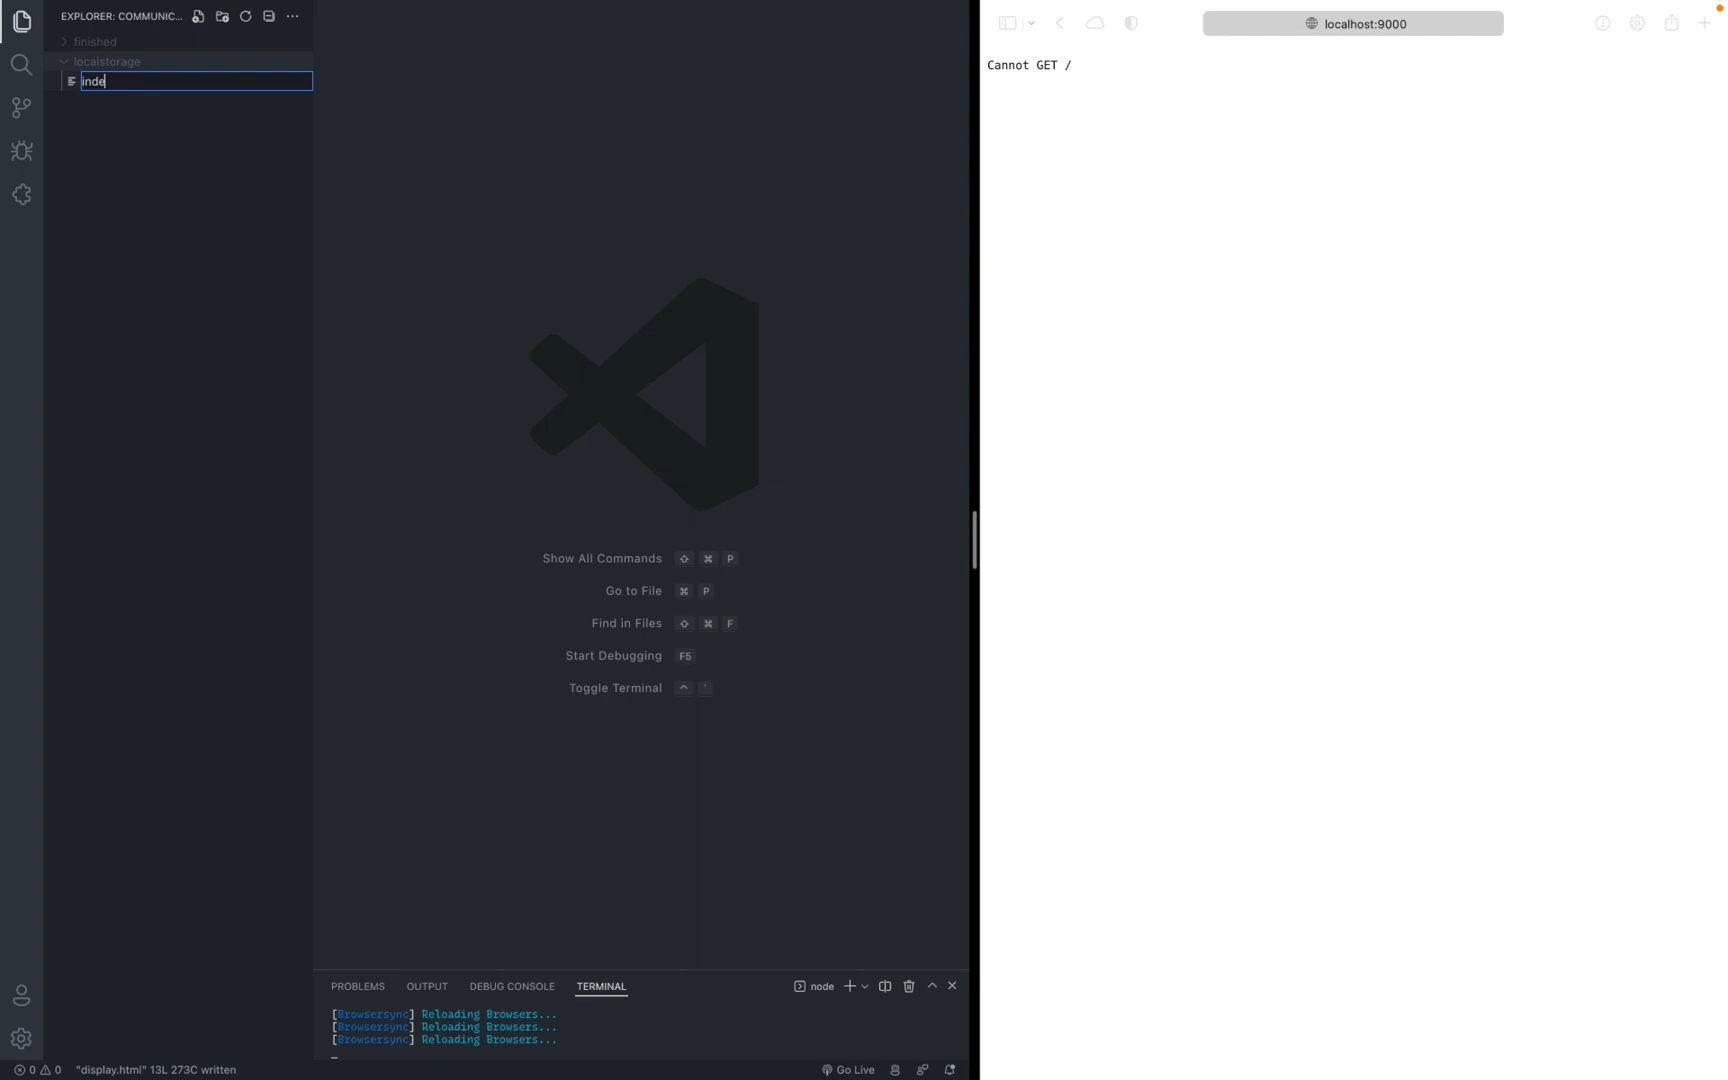 EXPLORER: COMMUNIC...
finished
localstorage
inde
Show All Commands ⇧ ⌘ P
Go to File ⌘ P
Find in Files ⇧ ⌘ F
Start Debugging F5
Toggle Terminal ^ `
PROBLEMS OUTPUT DEBUG CONSOLE TERMINAL
node
[Browsersync] Reloading Browsers...
[Browsersync] Reloading Browsers...
[Browsersync] Reloading Browsers...
0 0 "display.html" 13L 273C written
Go Live
localhost:9000
Cannot GET /